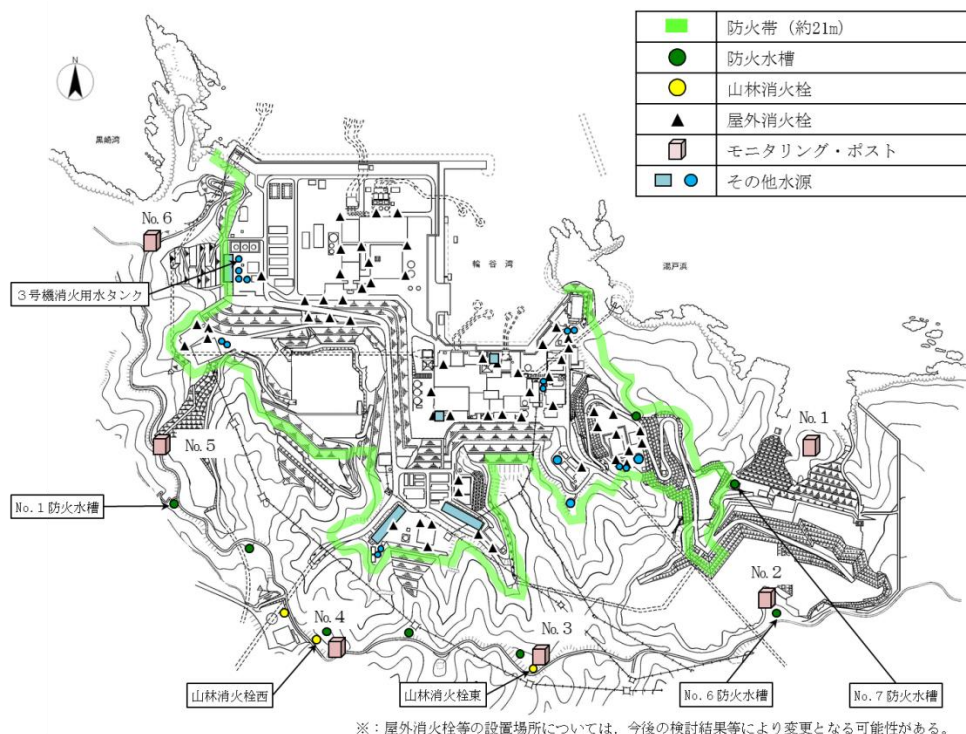 防火帯（約21m）
防火水槽
山林消火栓
屋外消火栓
モニタリング・ポスト
その他水源
N
黒崎湾
No.6
輪谷湾
湯戸浜
３号機消火用水タンク
No.1
No.5
No.1防火水槽
No.2
No.4
No.3
山林消火栓西
山林消火栓東
No.6防火水槽
No.7防火水槽
※：屋外消火栓等の設置場所については，今後の検討結果等により変更となる可能性がある。